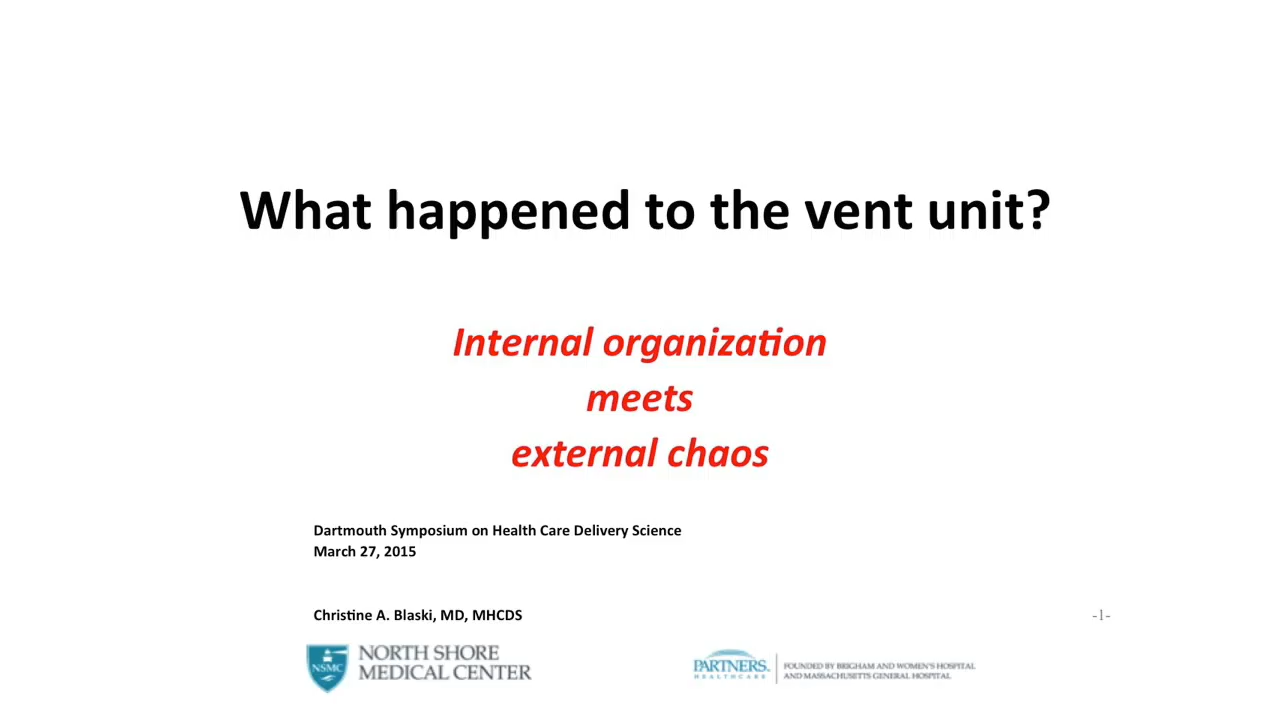 What happened to the vent unit?
Internal organization
meets
external chaos
Dartmouth Symposium on Health Care Delivery Science
March 27, 2015
Christine A. Blaski, MD, MHCDS
-1-
NSMC
NORTH SHORE
MEDICAL CENTER
PARTNERS.
HEALTHCARE
FOUNDED BY BRIGHAM AND WOMEN'S HOSPITAL
AND MASSACHUSETTS GENERAL HOSPITAL